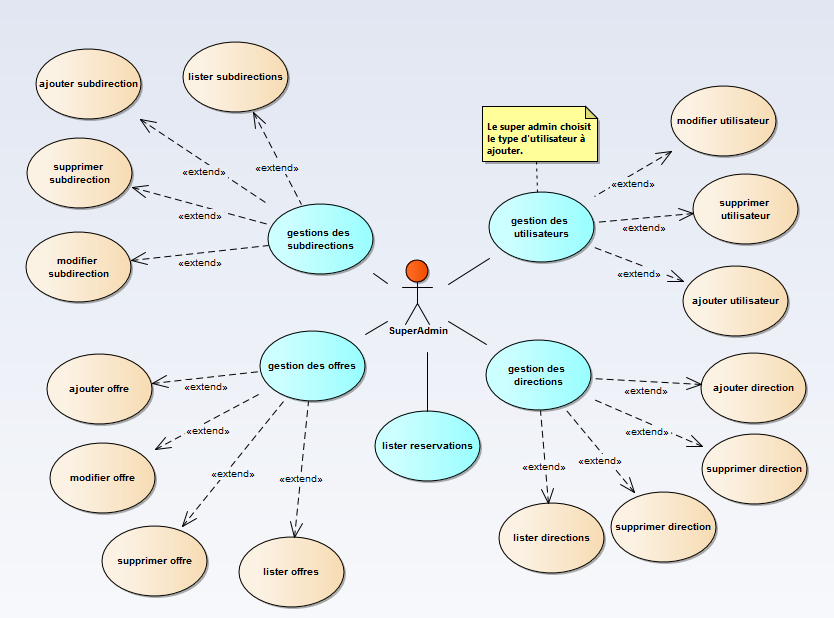 ajouter subdirection
lister subdirections
supprimer
subdirection
modifier
subdirection
«extend»
«extend»
«extend»
«extend»
gestions des
subdirections
Le super admin choisit
le type d'utilisateur à
ajouter.
gestion des
utilisateurs
modifier utilisateur
supprimer
utilisateur
ajouter utilisateur
«extend»
«extend»
«extend»
SuperAdmin
gestion des offres
ajouter offre
modifier offre
supprimer offre
lister offres
«extend»
«extend»
«extend»
«extend»
lister reservations
gestion des
directions
ajouter direction
supprimer direction
supprimer direction
lister directions
«extend»
«extend»
«extend»
«extend»